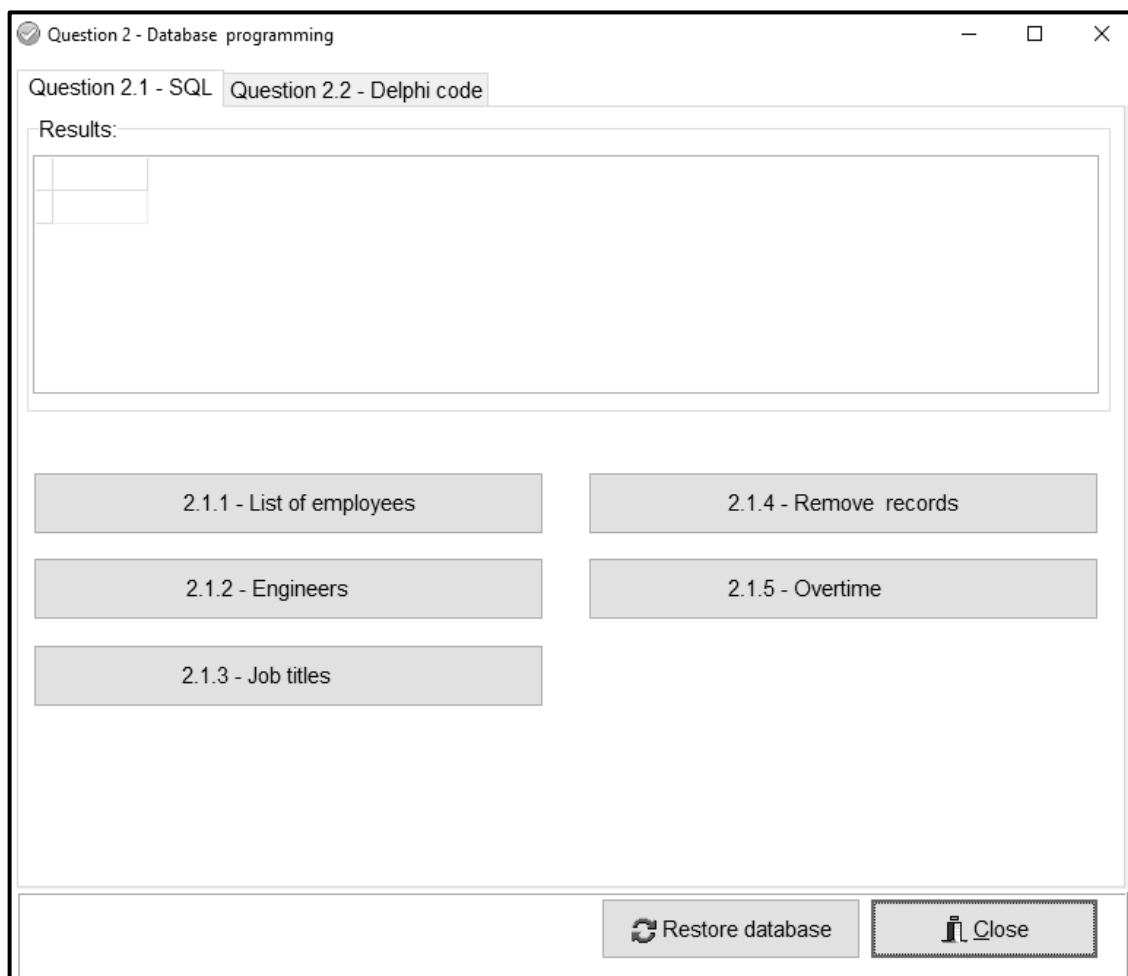 Question 2 - Database programming
Question 2.1 - SQL
Question 2.2 - Delphi code
Results:
2.1.1 - List of employees
2.1.4 - Remove records
2.1.2 - Engineers
2.1.5 - Overtime
2.1.3 - Job titles
Restore database
Close